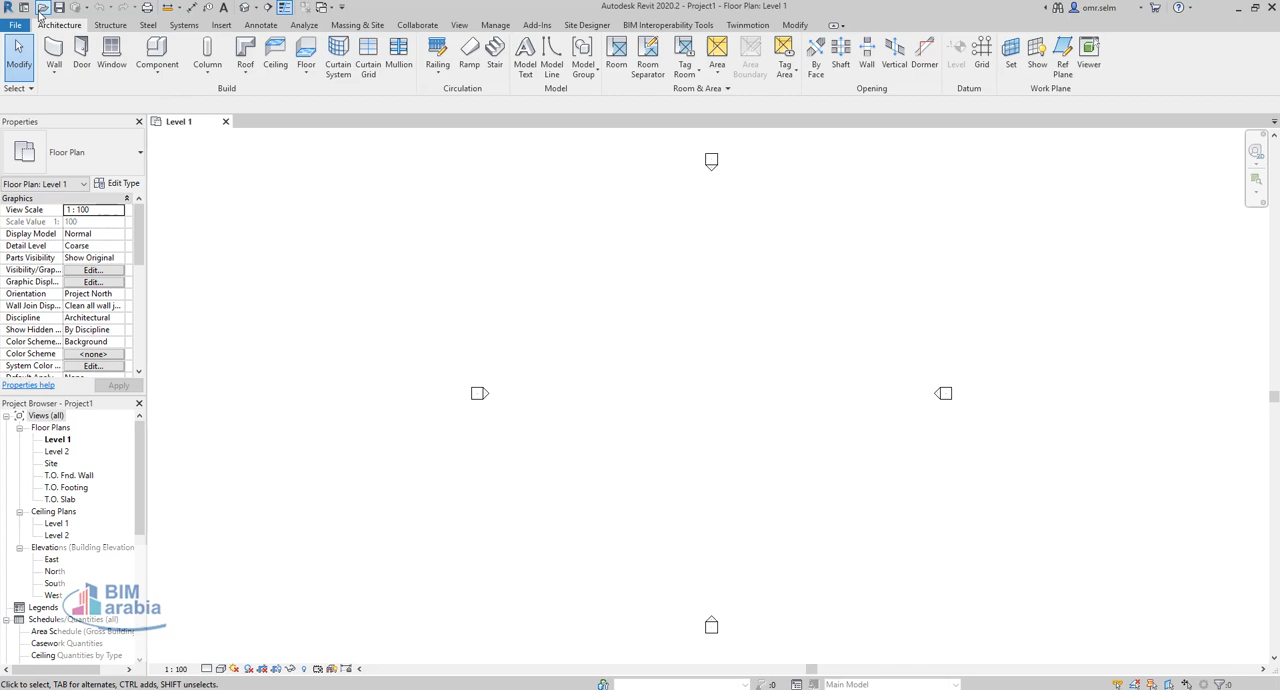 Autodesk Revit 2020.2 - Project1 - Floor Plan: Level 1
omr.selm
File Architecture Structure Steel Systems Insert Annotate Analyze Massing & Site Collaborate View Manage Add-Ins Site Designer BIM Interoperability Tools Twinmotion Modify
Modify Wall Door Window Component Column Roof Ceiling Floor Curtain System Curtain Grid Mullion Railing Ramp Stair Model Text Model Line Model Group Room Room Separator Tag Room Area Area Boundary Tag Area By Face Shaft Wall Vertical Dormer Level Grid Set Show Ref Plane Viewer
Select Build Circulation Model Room & Area Opening Datum Work Plane
Properties
Level 1
Floor Plan
Floor Plan: Level 1 Edit Type
Graphics
View Scale 1 : 100
Scale Value 1: 100
Display Model Normal
Detail Level Coarse
Parts Visibility Show Original
Visibility/Grap... Edit...
Graphic Displ... Edit...
Orientation Project North
Wall Join Disp... Clean all wall j...
Discipline Architectural
Show Hidden ... By Discipline
Color Scheme... Background
Color Scheme <none>
System Color ... Edit...
Properties help Apply
Project Browser - Project1
Views (all)
Floor Plans
Level 1
Level 2
Site
T.O. Fnd. Wall
T.O. Footing
T.O. Slab
Ceiling Plans
Level 1
Level 2
Elevations (Building Elevation
East
North
South
West
BIM
arabia
Legends
Schedules/Quantities (all)
Area Schedule (Gross Building
Casework Quantities
Ceiling Quantities by Type
1 : 100
Click to select, TAB for alternates, CTRL adds, SHIFT unselects.
:0
Main Model
:0